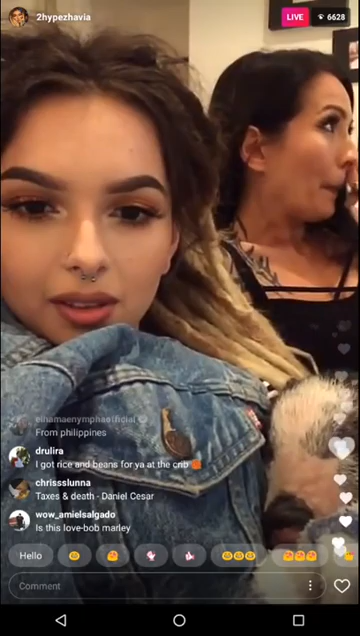 2hypezhavia
LIVE
6628
einamaenymphaofficial
From philippines
drulira
I got rice and beans for ya at the crib
chrissslunna
Taxes & death - Daniel Cesar
wow_amielsalgado
Is this love-bob marley
Hello
Comment